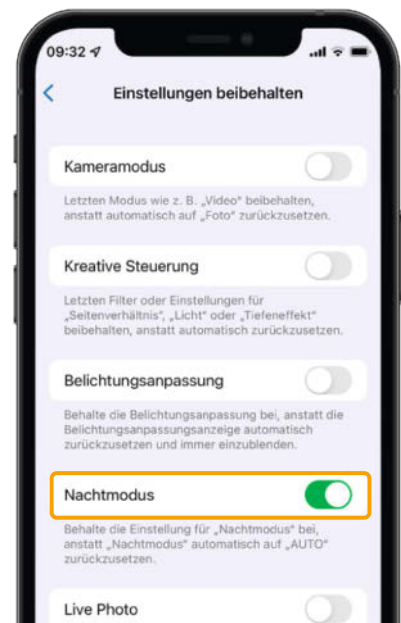 09:32
Einstellungen beibehalten
Kameramodus
Letzten Modus wie z. B. „Video“ beibehalten,
anstatt automatisch auf „Foto“ zurückzusetzen.
Kreative Steuerung
Letzten Filter oder Einstellungen für
„Seitenverhältnis“, „Licht“ oder „Tiefeneffekt“
beibehalten, anstatt automatisch zurückzusetzen.
Belichtungsanpassung
Behalte die Belichtungsanpassung bei, anstatt die
Belichtungsanpassungsanzeige automatisch
zurückzusetzen und immer einzublenden.
Nachtmodus
Behalte die Einstellung für „Nachtmodus“ bei,
anstatt „Nachtmodus“ automatisch auf „AUTO“
zurückzusetzen.
Live Photo